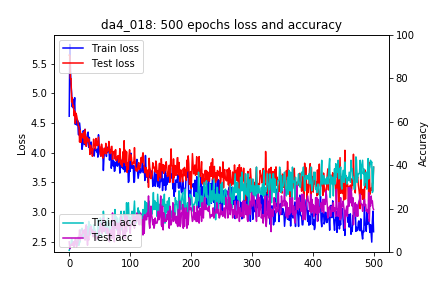 da4_018: 500 epochs loss and accuracy
Train loss
Test loss
Train acc
Test acc
Loss
5.5
5.0
4.5
4.0
3.5
3.0
2.5
Accuracy
100
80
60
40
20
0
0 100 200 300 400 500